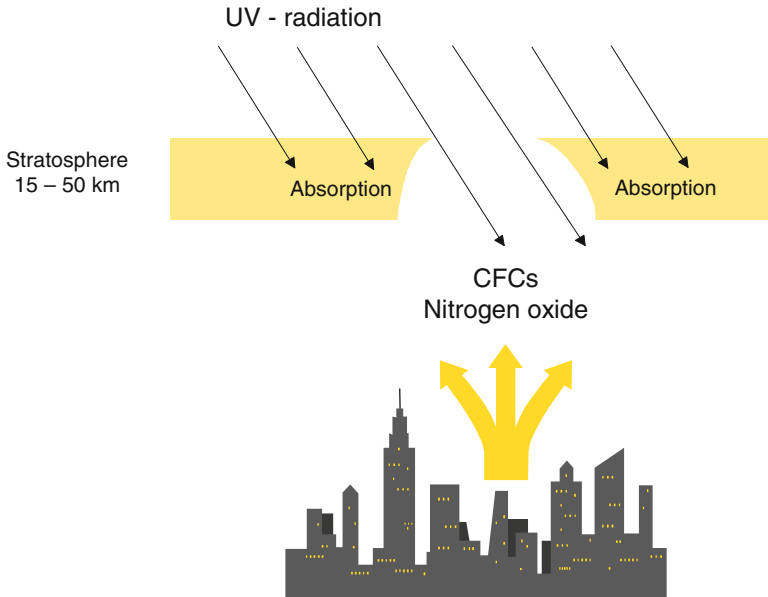 UV - radiation
Stratosphere
15 – 50 km
Absorption
Absorption
CFCs
Nitrogen oxide